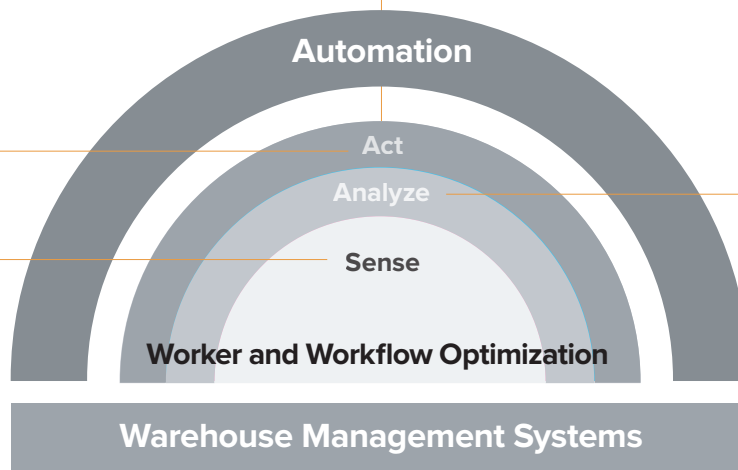 Automation
Act
Analyze
Sense
Worker and Workflow Optimization
Warehouse Management Systems